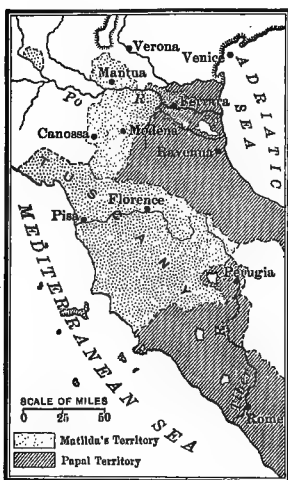 Verona
Venice
Mantua
Po
R.
Ferrara
ADRIATIC
SEA
Canossa
Modena
Ravenna
TUSCANY
Florence
Pisa
MEDITERRANEAN SEA
Perugia
R.
Rome
SCALE OF MILES
0 25 50
Matilda's Territory
Papal Territory